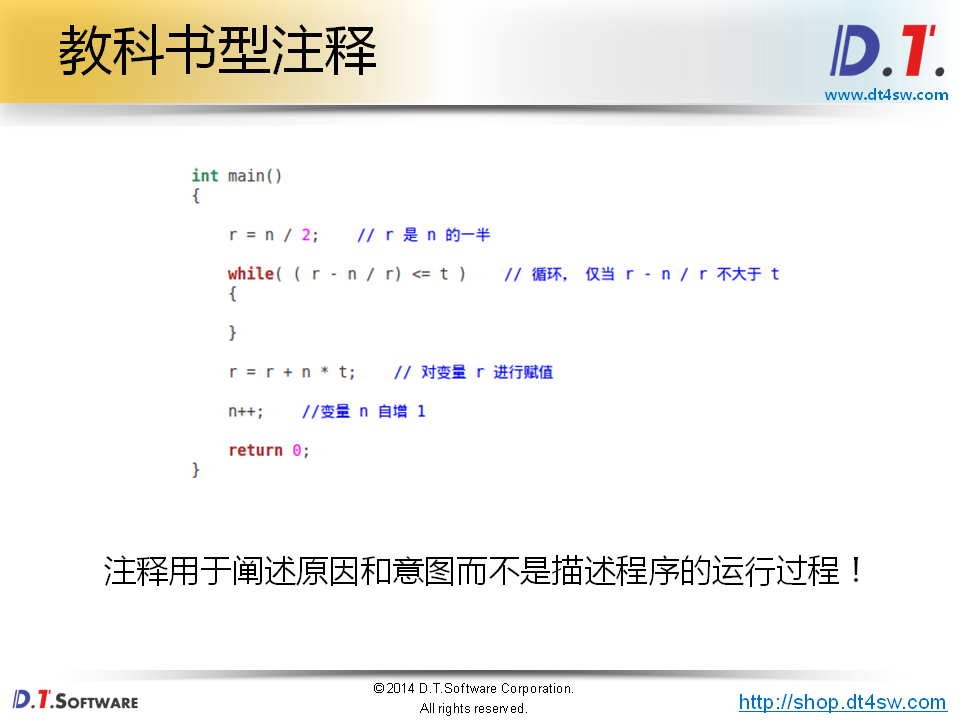 教科书型注释
D.T.
www.dt4sw.com
int main()
{
r = n / 2; // r 是 n 的一半
while( ( r - n / r) <= t ) // 循环, 仅当 r - n / r 不大于 t
{
}
r = r + n * t; // 对变量 r 进行赋值
n++; //变量 n 自增 1
return 0;
}
注释用于阐述原因和意图而不是描述程序的运行过程！
D.T.SOFTWARE
©2014 D.T.Software Corporation.
All rights reserved.
http://shop.dt4sw.com